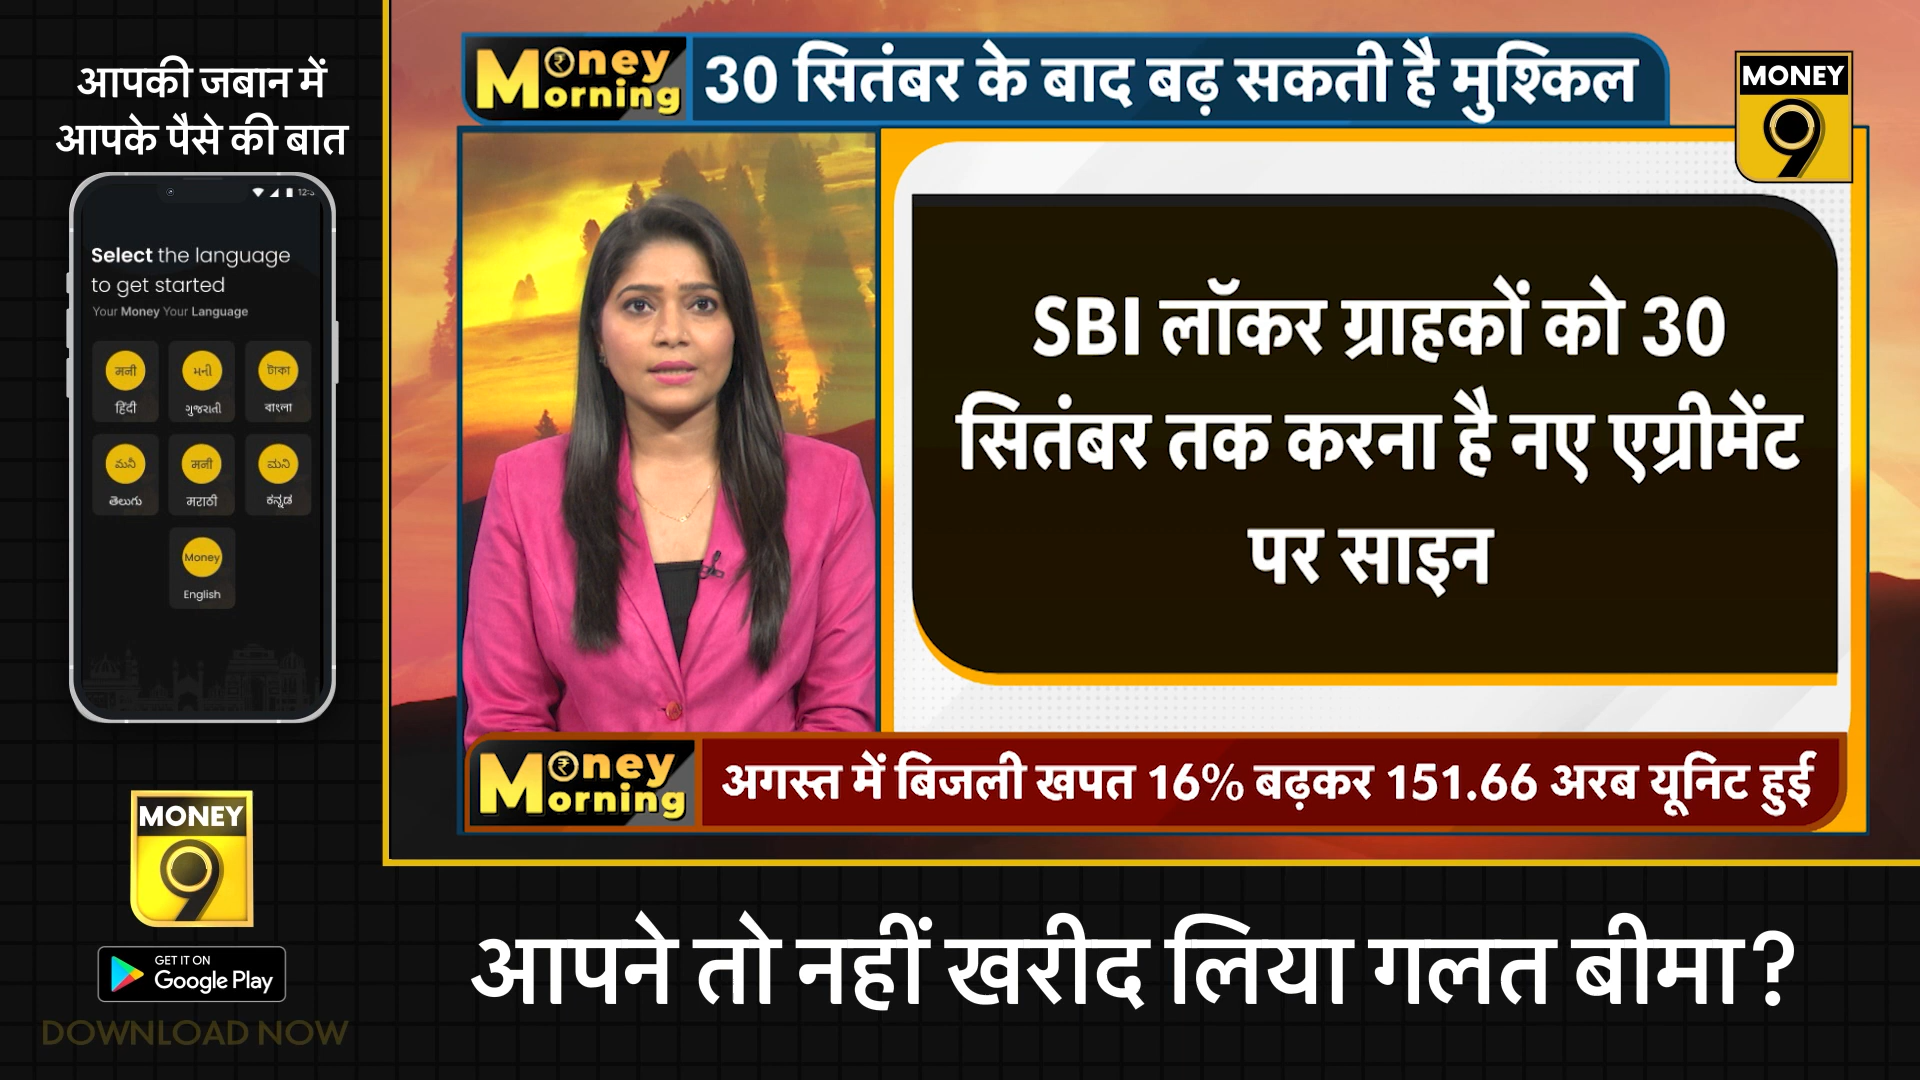 आपकी जबान में
आपके पैसे की बात
12:
Select the language
to get started
Your Money Your Language
मनी
મની
টাকা
हिंदी
ગુજરાતી
বাংলা
మనీ
मनी
ಮನಿ
తెలుగు
मराठी
ಕನ್ನಡ
Money
English
MONEY
9
GET IT ON
Google Play
DOWNLOAD NOW
Money
Morning
30 सितंबर के बाद बढ़ सकती है मुश्किल
MONEY
9
SBI लॉकर ग्राहकों को 30
सितंबर तक करना है नए एग्रीमेंट
पर साइन
Money
Morning
अगस्त में बिजली खपत 16% बढ़कर 151.66 अरब यूनिट हुई
आपने तो नहीं खरीद लिया गलत बीमा?